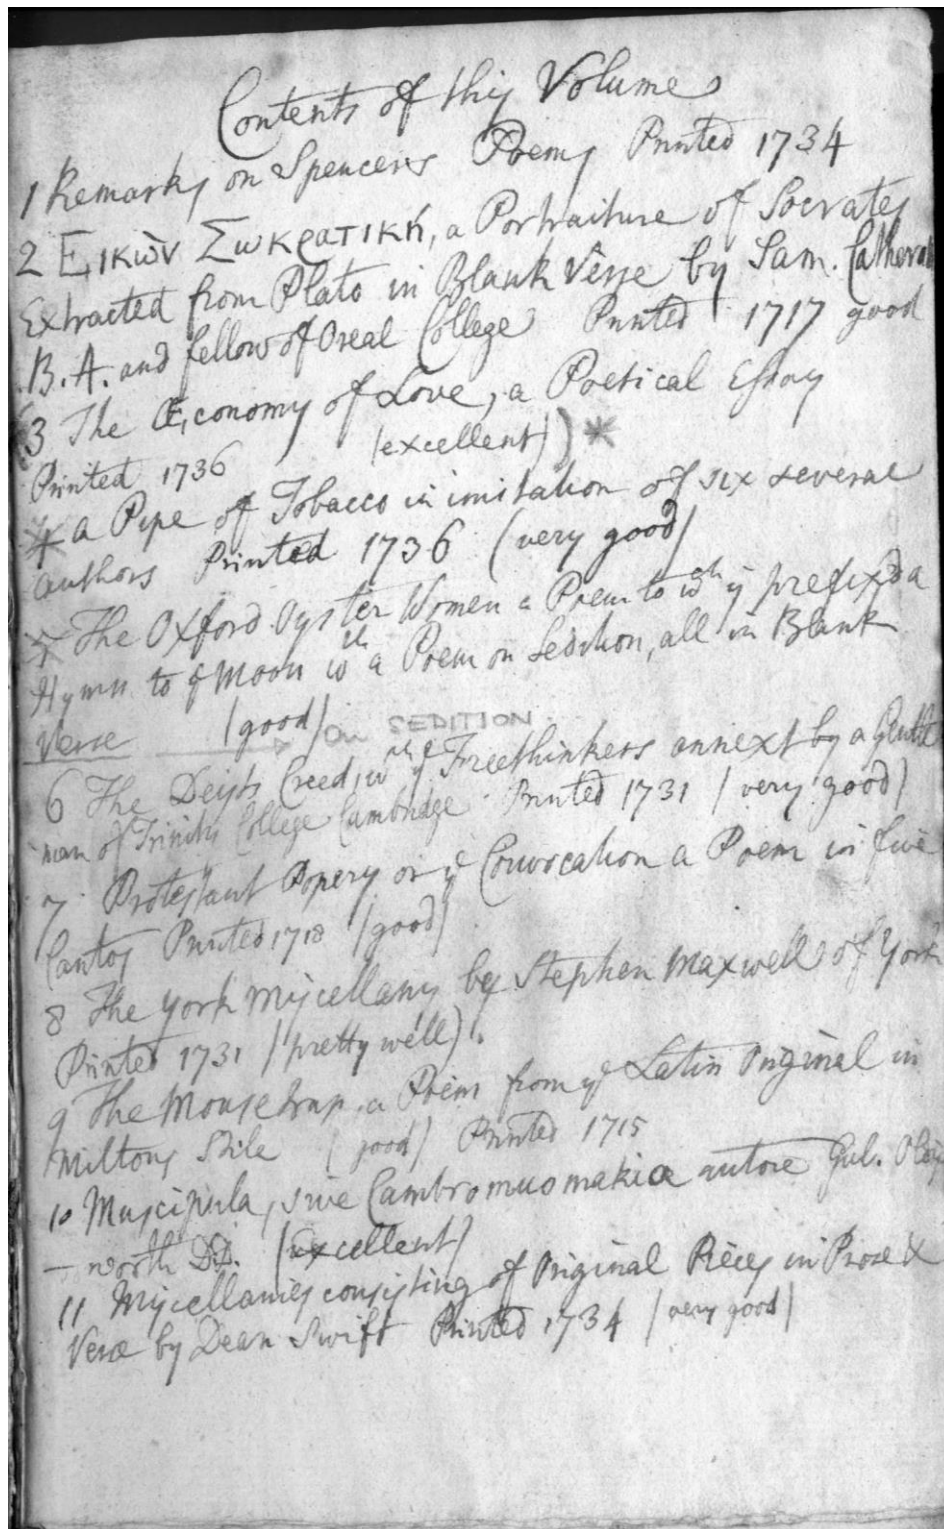 Contents of this Volume
1 Remarks on Spencers Poems Printed 1734
2 Εικὼν Σωκρατική, a Portraiture of Socrates
Extracted from Plato in Blank Verse by Sam. Catherall
B.A. and fellow of Oreal College Printed 1717 good
3 The Œconomy of Love, a Poetical Essay
Printed 1736 (excellent) *
4 a Pipe of Tobacco in imitation of six several
authors Printed 1736 (very good)
5 The Oxford Oyster Women a Poem to wch is prefix'd a
Hymn to ye Moon wth a Poem on Sedition, all in Blank
Verse (good) On SEDITION
6 The Deists Creed, wth ye Freethinkers annext by a Gentle
man of Trinity College Cambridge Printed 1731 (very good)
7 Protestant Popery or ye Convocation a Poem in five
Cantos Printed 1718 (good)
8 The York Miscellany by Stephen Maxwell of York
Printed 1731 (pretty well).
9 The Mousetrap, a Poem from ye Latin Original in
Miltons Stile (good) Printed 1715
10 Muscipula, sive Cambromuomakia autore Gul. Olds
-north D.D. (excellent)
11 Miscellanies consisting of Original Pieces in Prose &
Verse by Dean Swift Printed 1734 (very good)